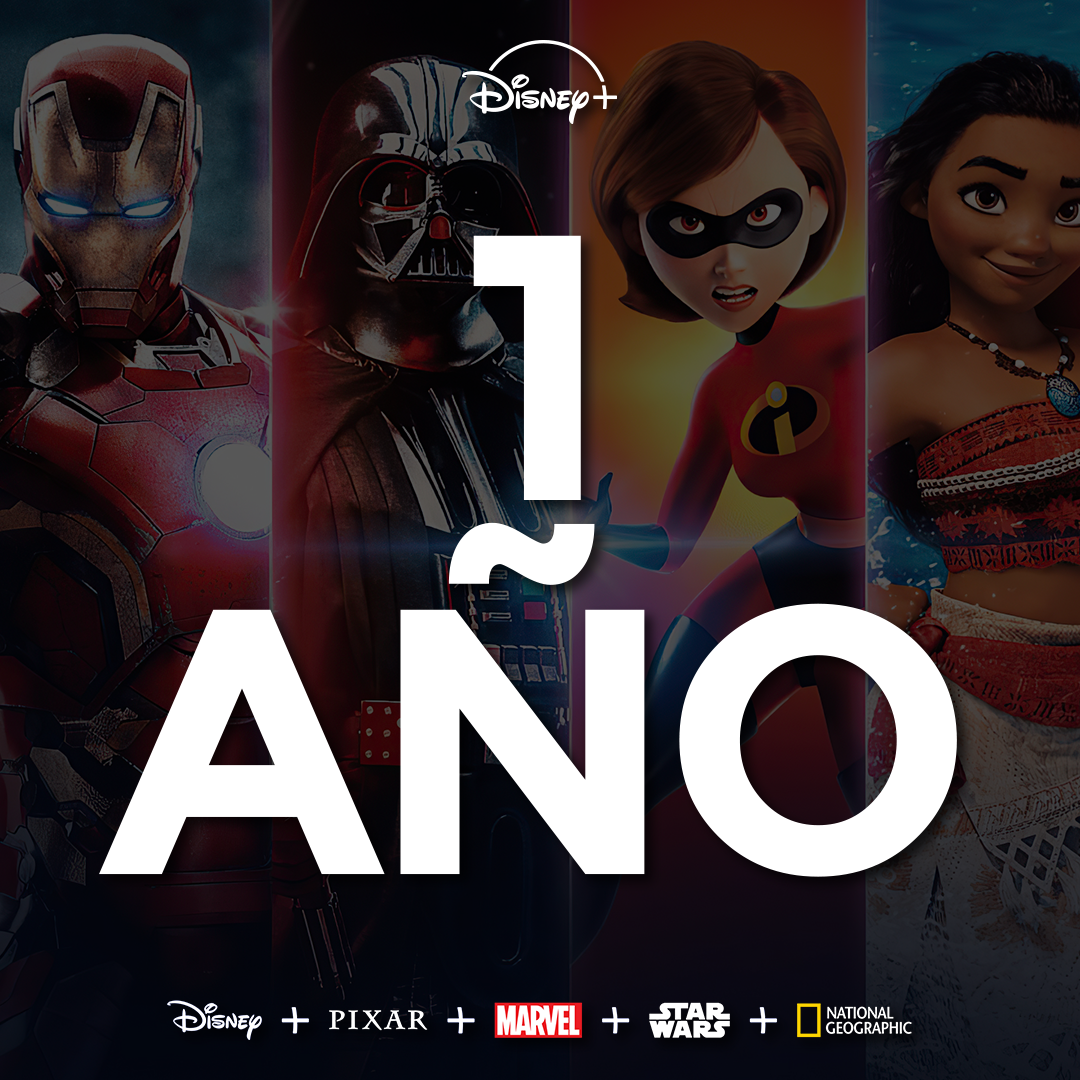 Disney+
1
AÑO
Disney + PIXAR + MARVEL + STAR WARS + NATIONAL GEOGRAPHIC